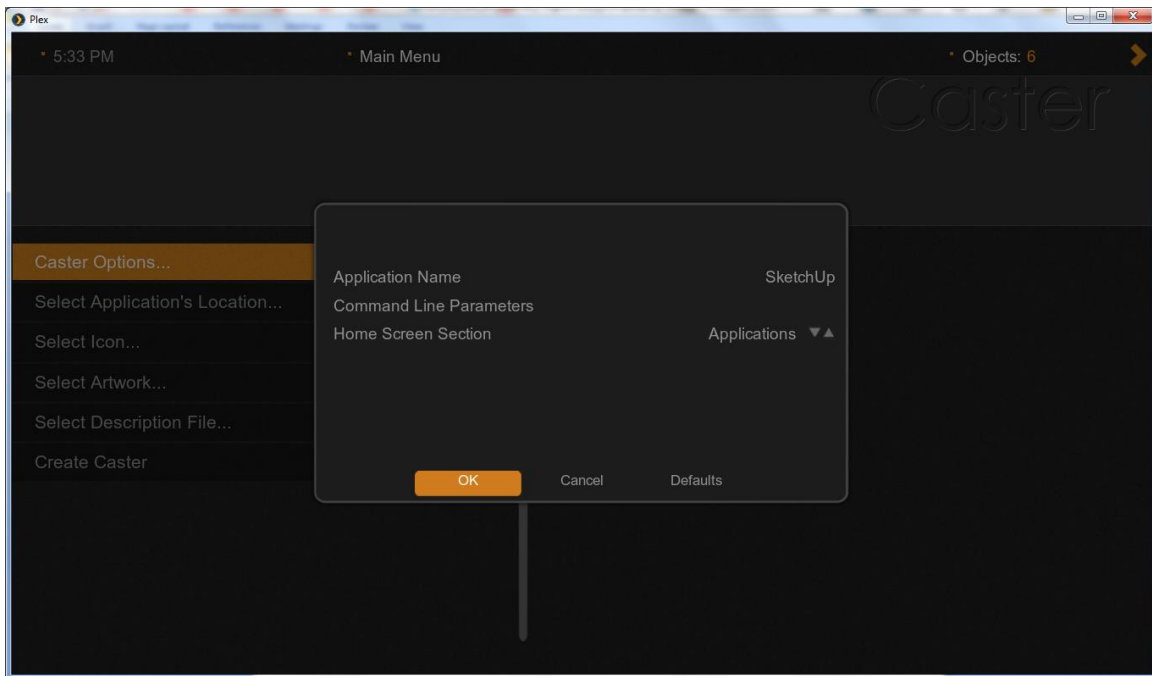 Plex
5:33 PM
Main Menu
Objects: 6
Caster
Caster Options...
Select Application's Location...
Select Icon...
Select Artwork...
Select Description File...
Create Caster
Application Name SketchUp
Command Line Parameters
Home Screen Section Applications
OK Cancel Defaults